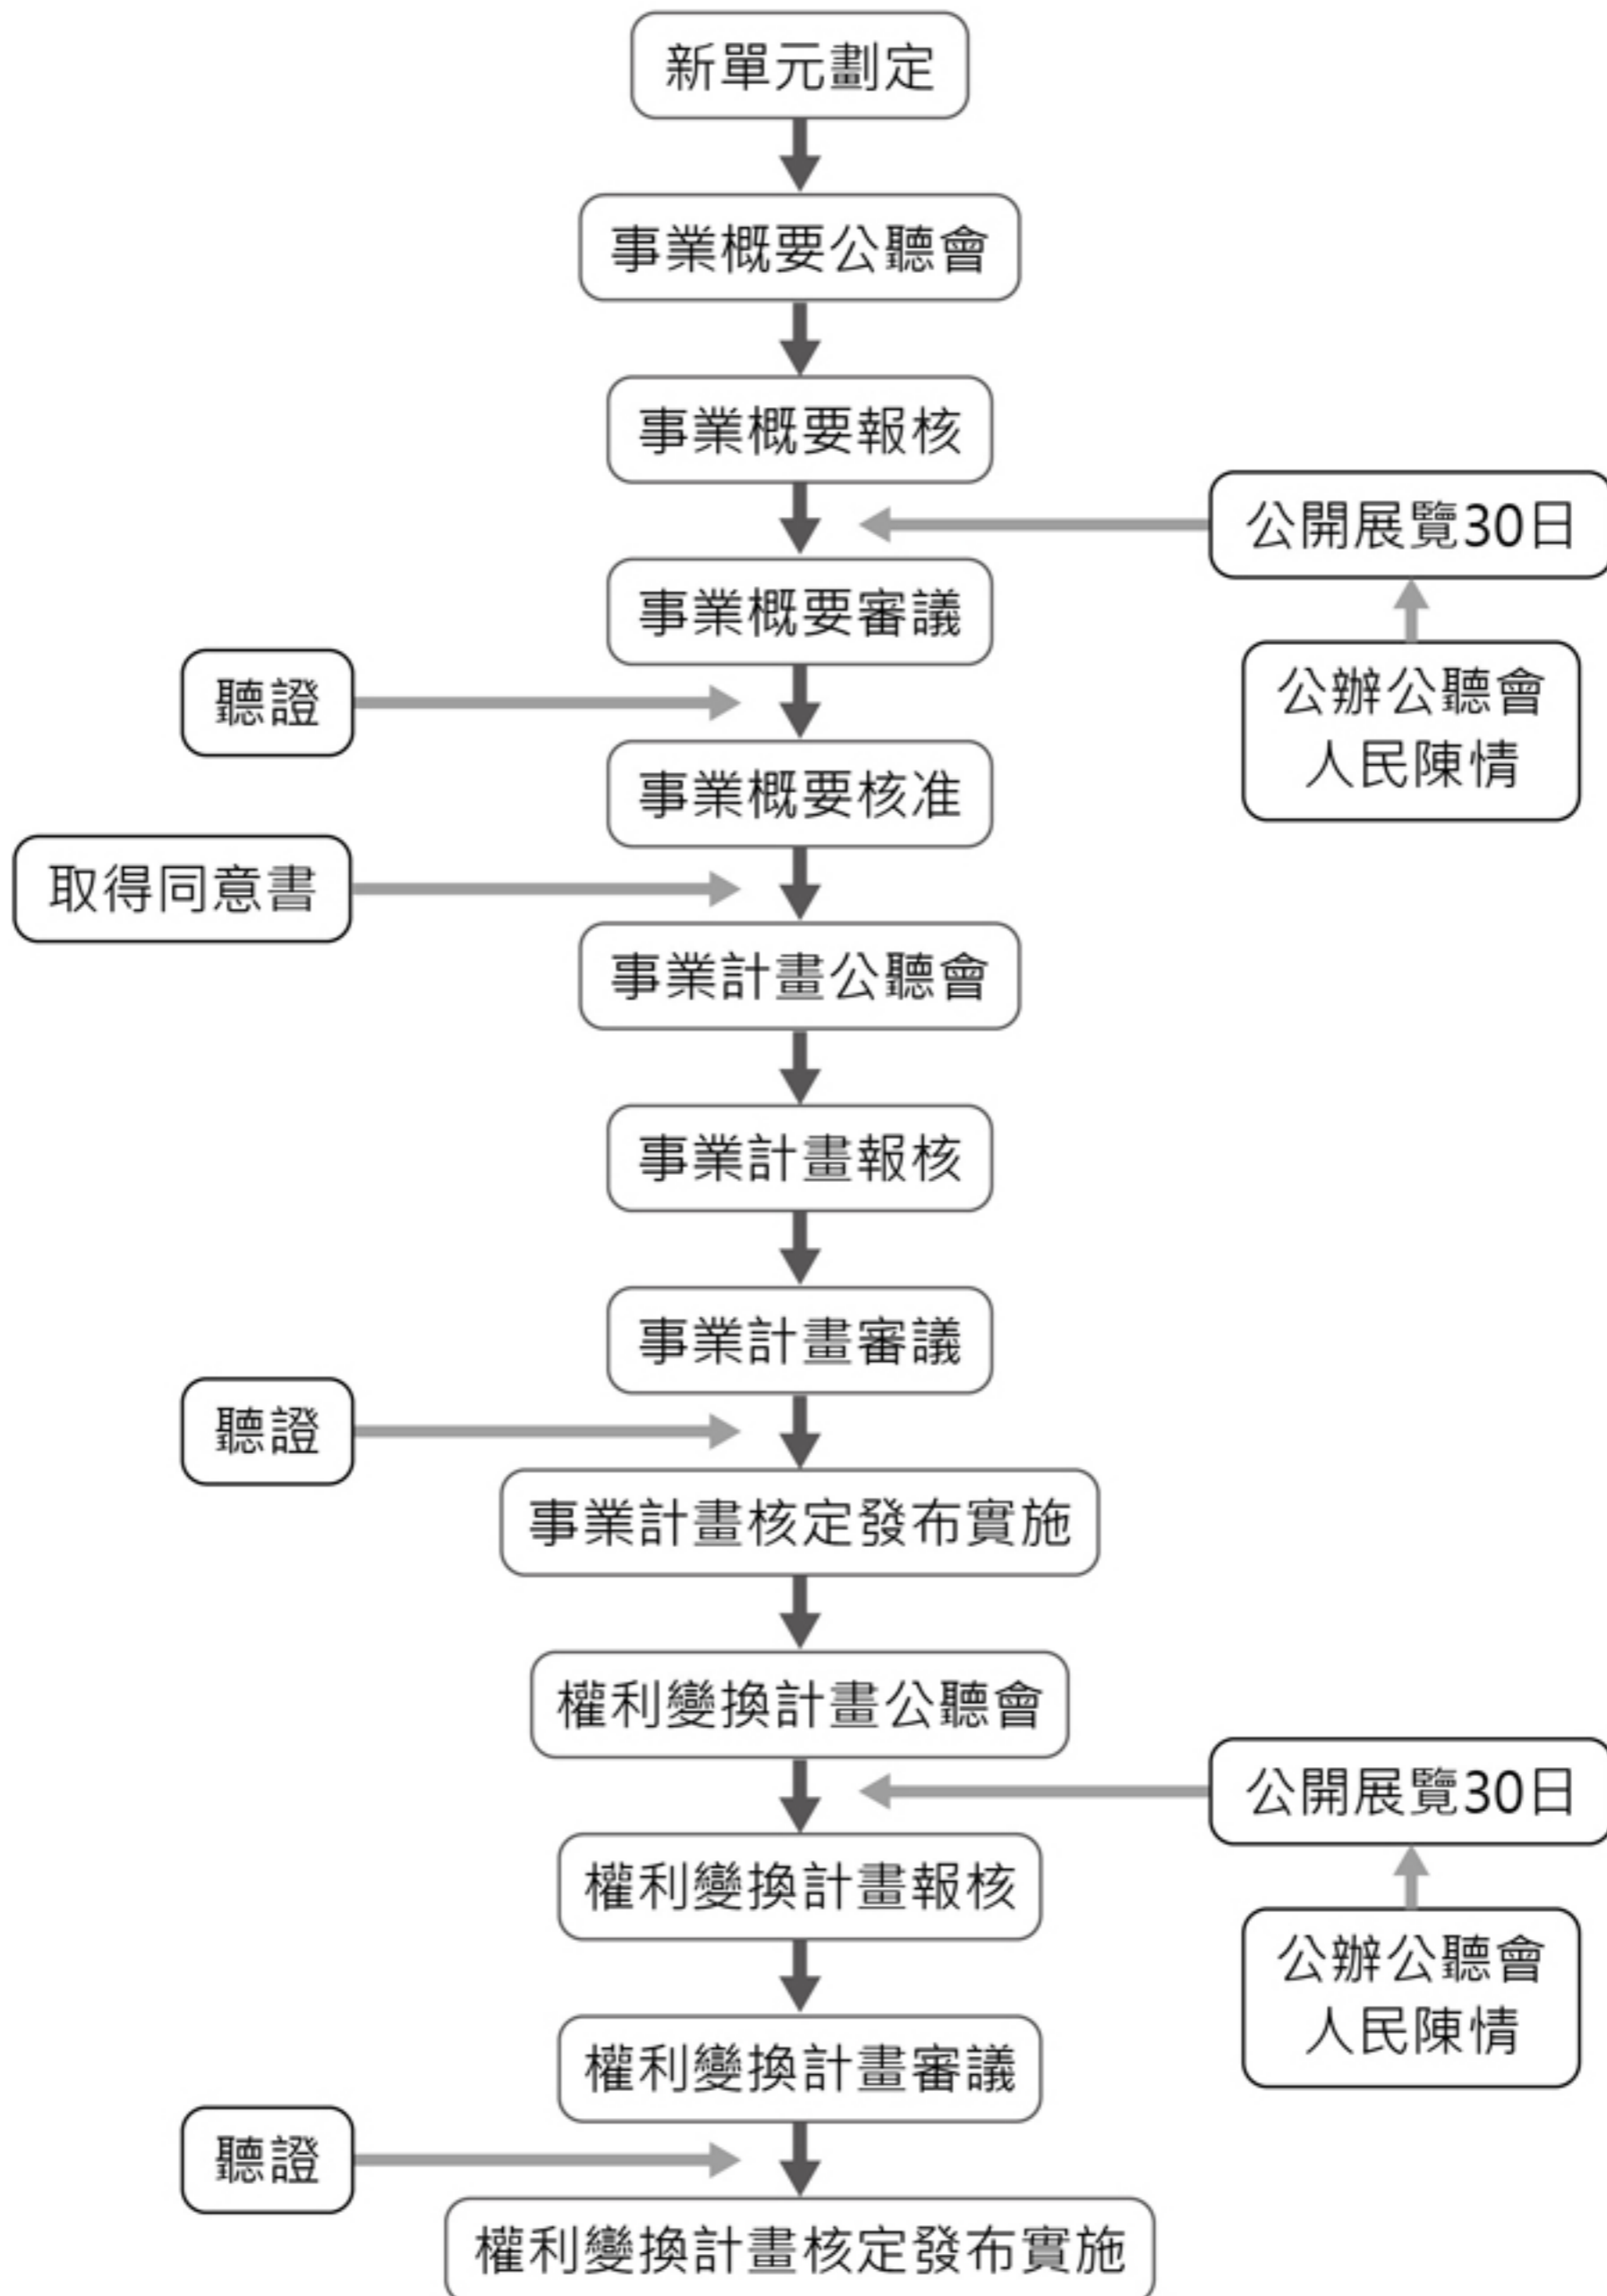 新單元劃定
事業概要公聽會
事業概要報核
公開展覽30日
事業概要審議
公辦公聽會
人民陳情
聽證
事業概要核准
取得同意書
事業計畫公聽會
事業計畫報核
事業計畫審議
聽證
事業計畫核定發布實施
權利變換計畫公聽會
公開展覽30日
權利變換計畫報核
公辦公聽會
人民陳情
權利變換計畫審議
聽證
權利變換計畫核定發布實施